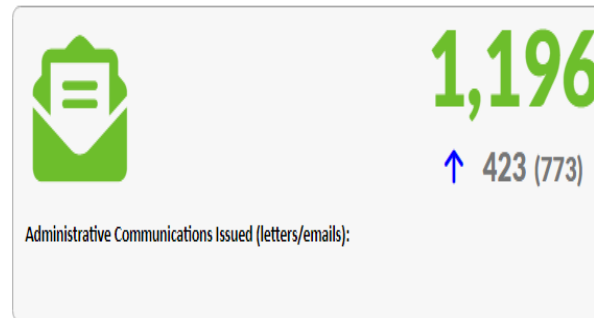 1,196
↑ 423 (773)
Administrative Communications Issued (letters/emails):